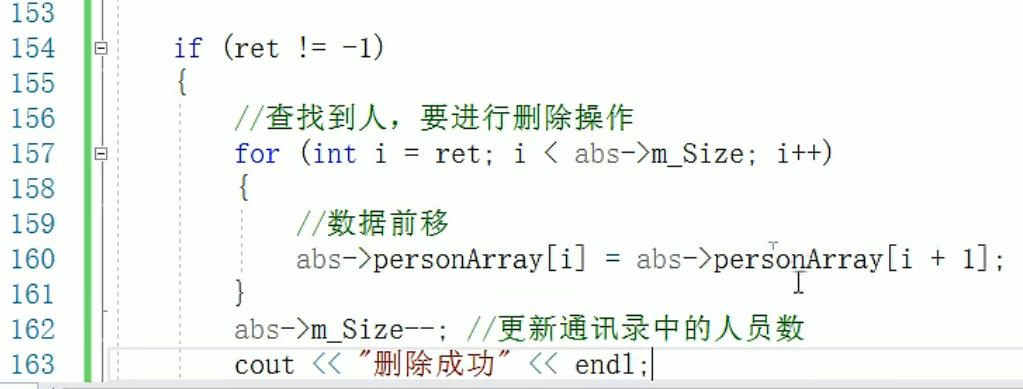 153
154 if (ret != -1)
155 {
156 //查找到人，要进行删除操作
157 for (int i = ret; i < abs->m_Size; i++)
158 {
159 //数据前移
160 abs->personArray[i] = abs->personArray[i + 1];
161 }
162 abs->m_Size--; //更新通讯录中的人员数
163 cout << "删除成功" << endl;